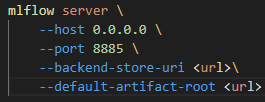 mlflow server \
    --host 0.0.0.0 \
    --port 8885 \
    --backend-store-uri <url>\
    --default-artifact-root <url>